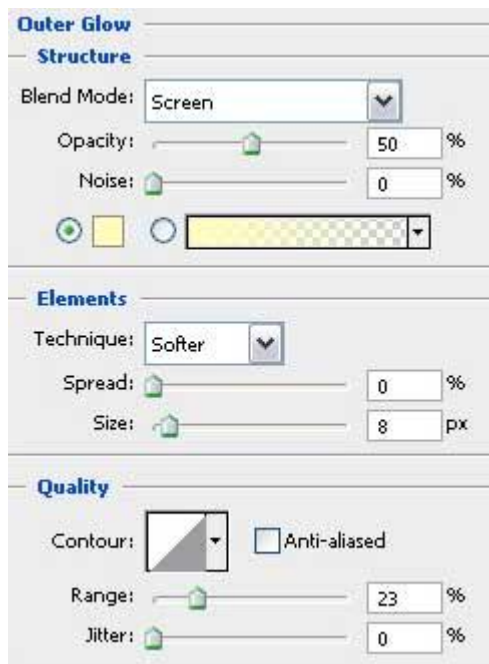 Outer Glow
Structure
Blend Mode: Screen
Opacity: 50 %
Noise: 0 %
Elements
Technique: Softer
Spread: 0 %
Size: 8 px
Quality
Contour: Anti-aliased
Range: 23 %
Jitter: 0 %